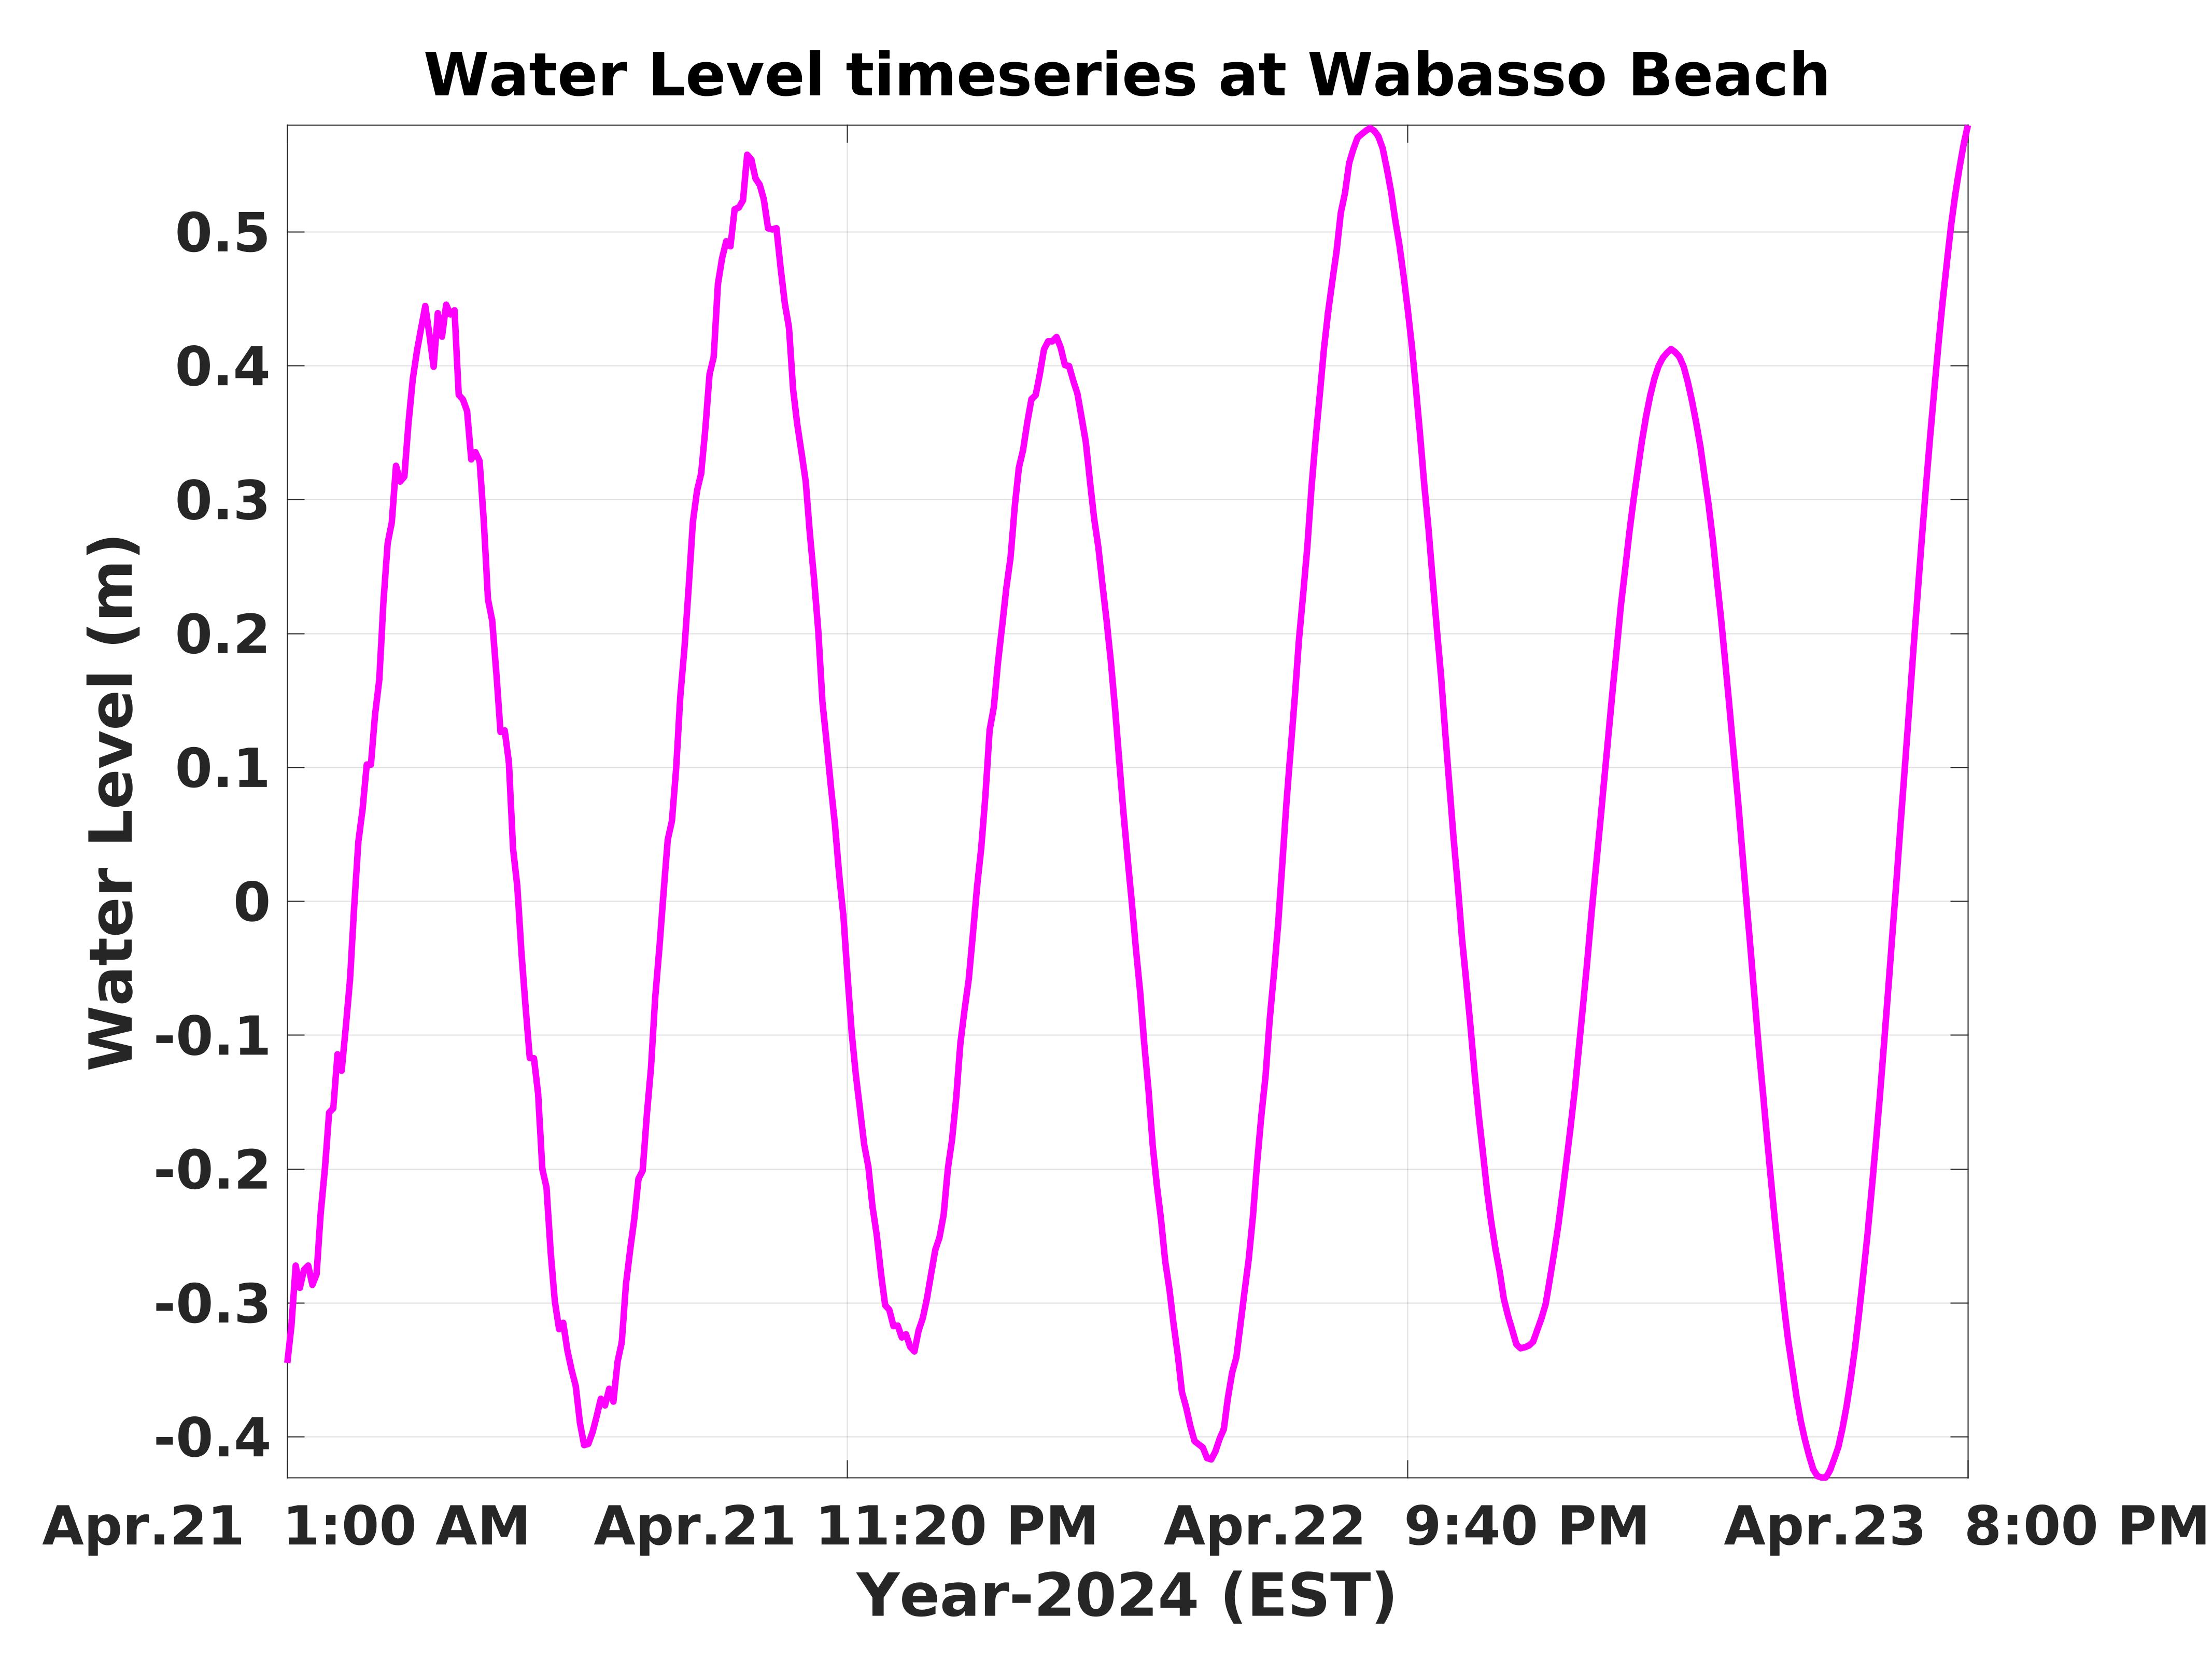 Water Level timeseries at Wabasso Beach
Water Level (m)
0.5
0.4
0.3
0.2
0.1
0
-0.1
-0.2
-0.3
-0.4
Apr.21 1:00 AM Apr.21 11:20 PM Apr.22 9:40 PM Apr.23 8:00 PM
Year-2024 (EST)